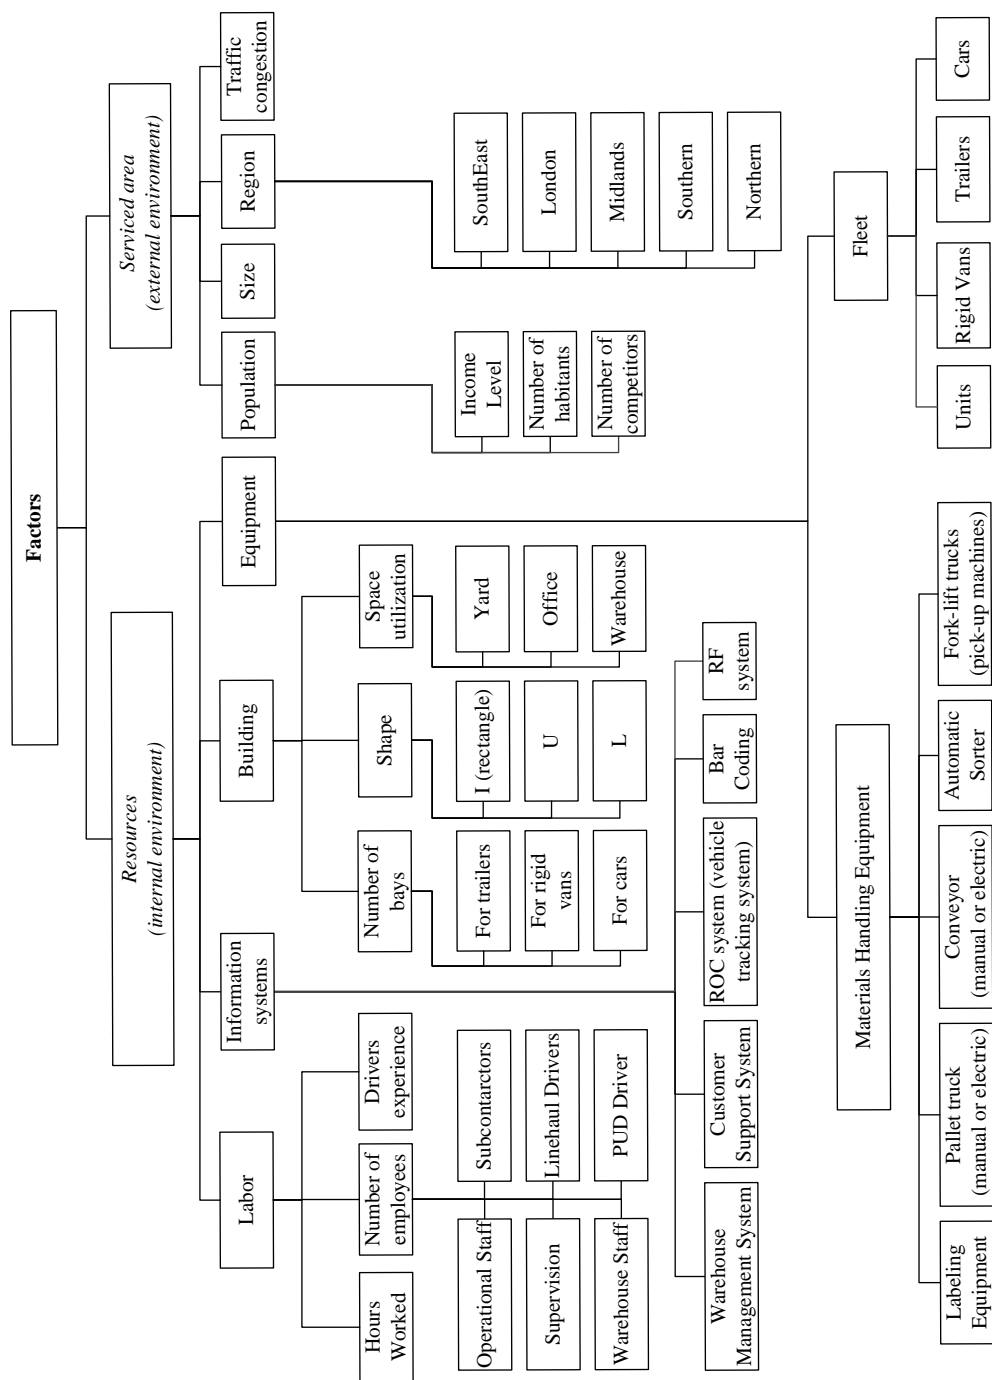 Factors
Resources
(internal environment)
Serviced area
(external environment)
Labor
Information
systems
Building
Equipment
Population
Size
Region
Traffic
congestion
Hours
Worked
Number of
employees
Drivers
experience
Number of
bays
Shape
Space
utilization
Operational Staff
Subcontarctors
For trailers
I (rectangle)
Yard
Income
Level
SouthEast
Supervision
Linehaul Drivers
For rigid
vans
U
Office
Number of
habitants
London
Warehouse Staff
PUD Driver
For cars
L
Warehouse
Number of
competitors
Midlands
Southern
Northern
Warehouse
Management System
Customer
Support System
ROC system (vehicle
tracking system)
Bar
Coding
RF
system
Materials Handling Equipment
Fleet
Labeling
Equipment
Pallet truck
(manual or electric)
Conveyor
(manual or electric)
Automatic
Sorter
Fork-lift trucks
(pick-up machines)
Units
Rigid Vans
Trailers
Cars